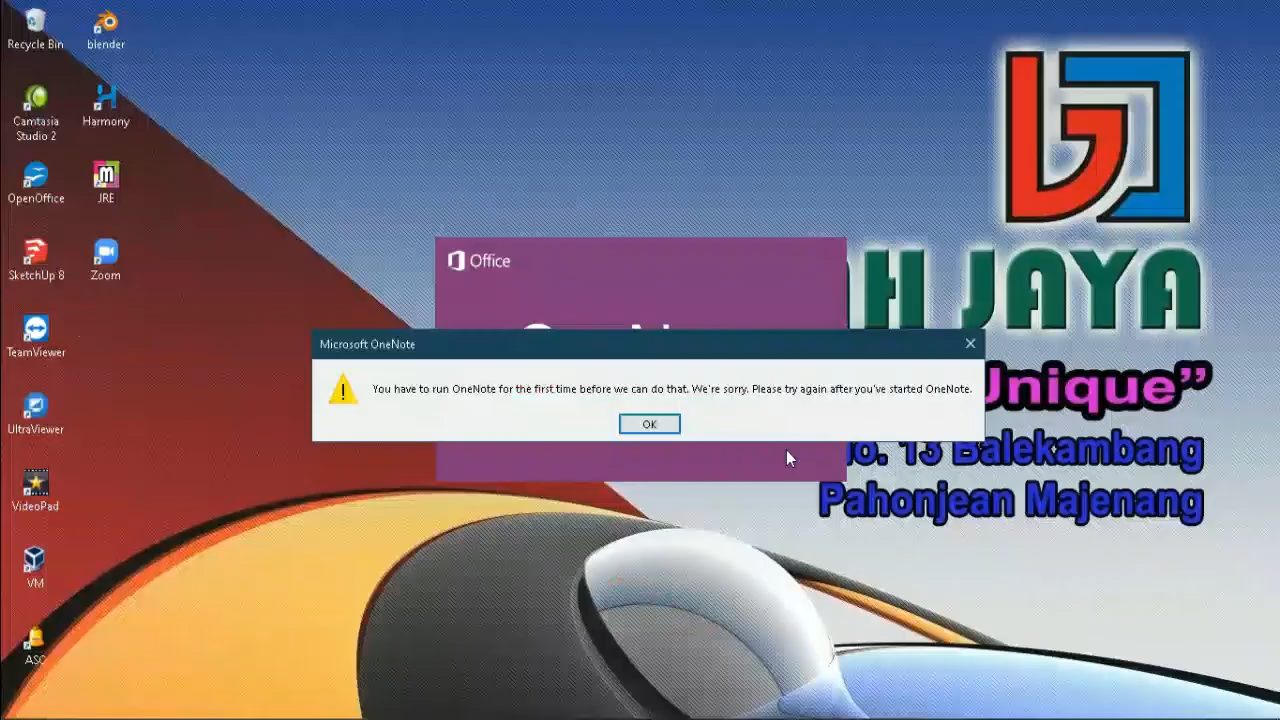 Recycle Bin
blender
Camtasia
Studio 2
Harmony
OpenOffice
JRE
SketchUp 8
Zoom
TeamViewer
UltraViewer
VideoPad
VM
ASC
Office
Microsoft OneNote
You have to run OneNote for the first time before we can do that. We're sorry. Please try again after you've started OneNote.
OK
H JAYA
Unique”
No. 13 Balekambang
Pahonjean Majenang